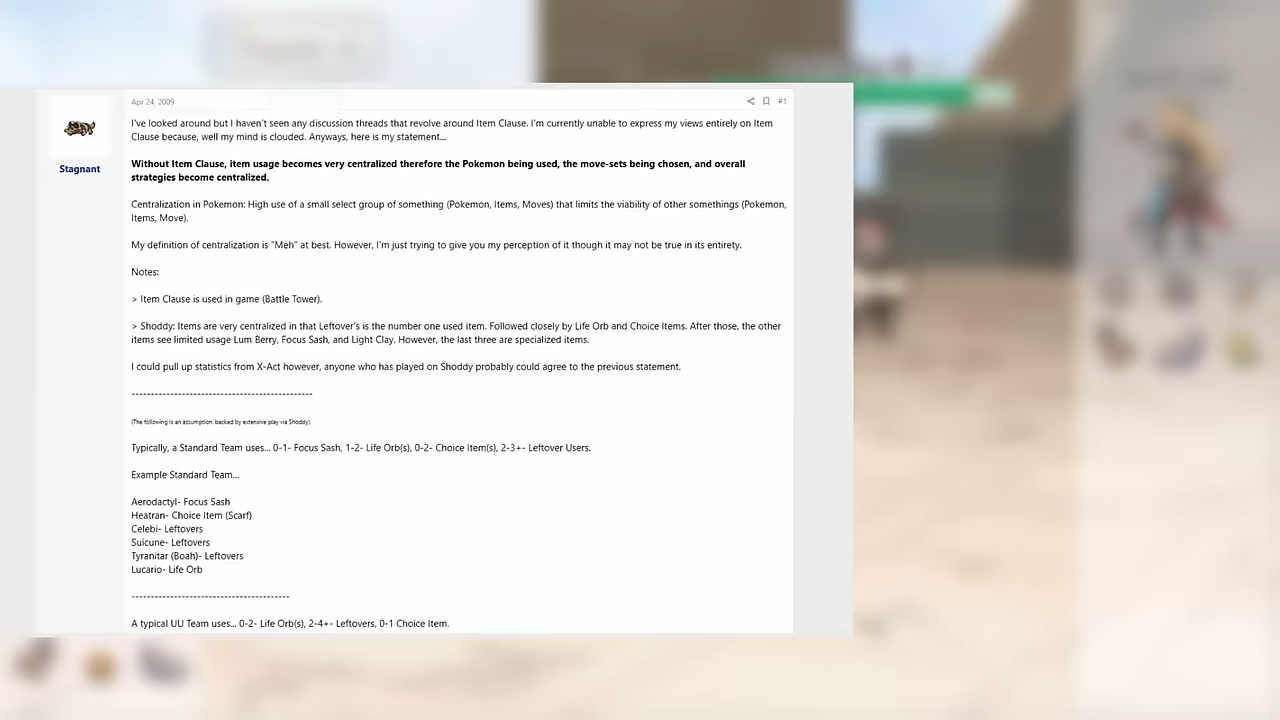 Apr 24, 2009
#1
Stagnant
I've looked around but I haven't seen any discussion threads that revolve around Item Clause. I'm currently unable to express my views entirely on Item
Clause because, well my mind is clouded. Anyways, here is my statement...
Without Item Clause, item usage becomes very centralized therefore the Pokemon being used, the move-sets being chosen, and overall
strategies become centralized.
Centralization in Pokemon: High use of a small select group of something (Pokemon, Items, Moves) that limits the viability of other somethings (Pokemon,
Items, Move).
My definition of centralization is "Meh" at best. However, I'm just trying to give you my perception of it though it may not be true in its entirety.
Notes:
> Item Clause is used in game (Battle Tower).
> Shoddy: Items are very centralized in that Leftover's is the number one used item. Followed closely by Life Orb and Choice Items. After those, the other
items see limited usage Lum Berry, Focus Sash, and Light Clay. However, the last three are specialized items.
I could pull up statistics from X-Act however, anyone who has played on Shoddy probably could agree to the previous statement.
-----------------------------------------------
(The following is an assumption, backed by extensive play via Shoddy)
Typically, a Standard Team uses... 0-1- Focus Sash, 1-2- Life Orb(s), 0-2- Choice Item(s), 2-3+- Leftover Users.
Example Standard Team...
Aerodactyl- Focus Sash
Heatran- Choice Item (Scarf)
Celebi- Leftovers
Suicune- Leftovers
Tyranitar (Boah)- Leftovers
Lucario- Life Orb
-----------------------------------------
A typical UU Team uses... 0-2- Life Orb(s), 2-4+- Leftovers, 0-1 Choice Item.